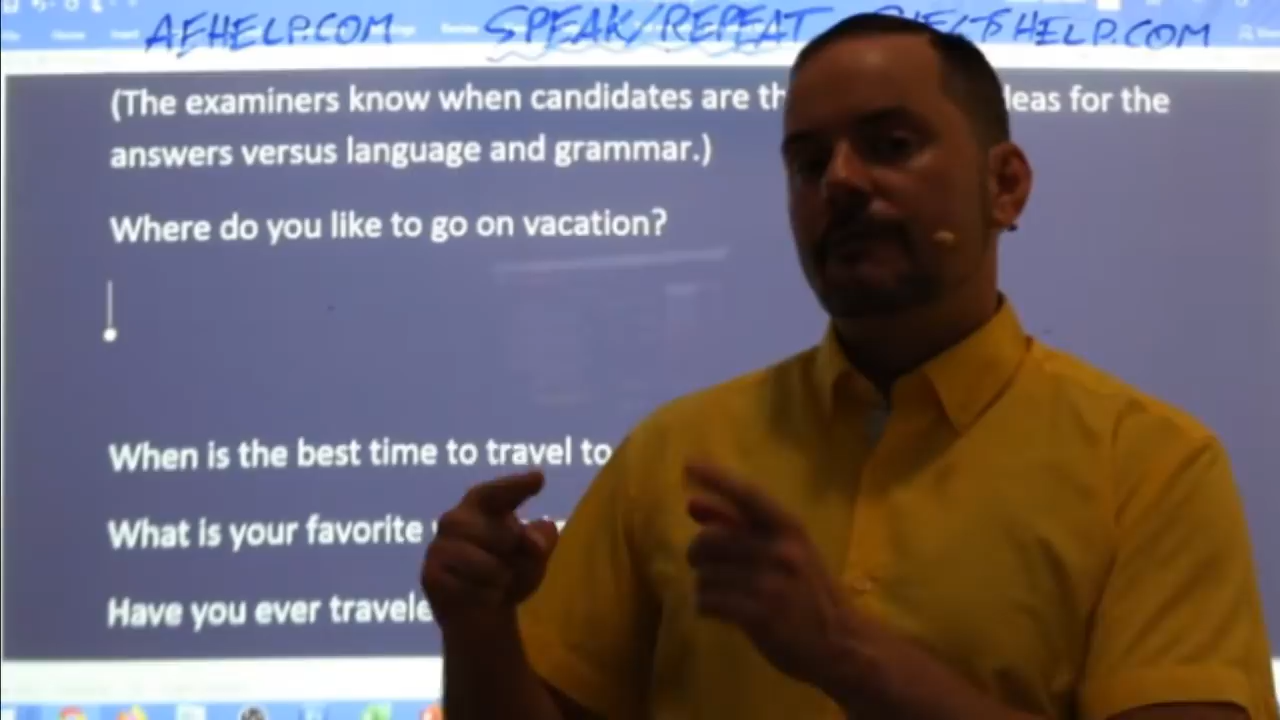 AEHELP.COM SPEAK/REPEAT HELP.COM
(The examiners know when candidates are for the
answers versus language and grammar.)
Where do you like to go on vacation?
When is the best time to travel to
What is your favorite
Have you ever